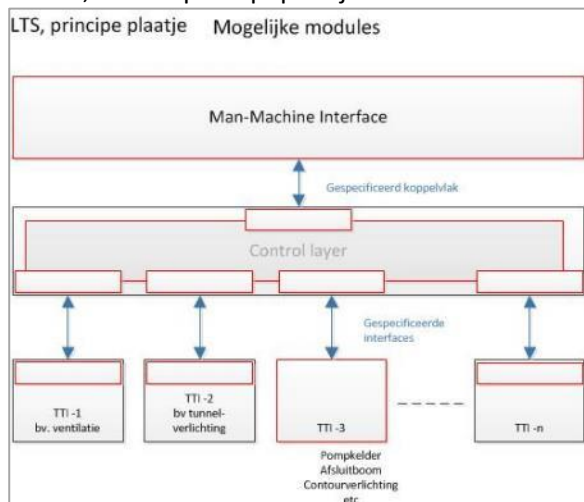 LTS, principe plaatje Mogelijke modules
Man-Machine Interface
Gespecificeerd koppelvlak
Control layer
Gespecificeerde
interfaces
TTI -1
bv. ventilatie
TTI -2
bv tunnel-
verlichting
TTI -3
TTI -n
Pompkelder
Afsluitboom
Contourverlichting
etc